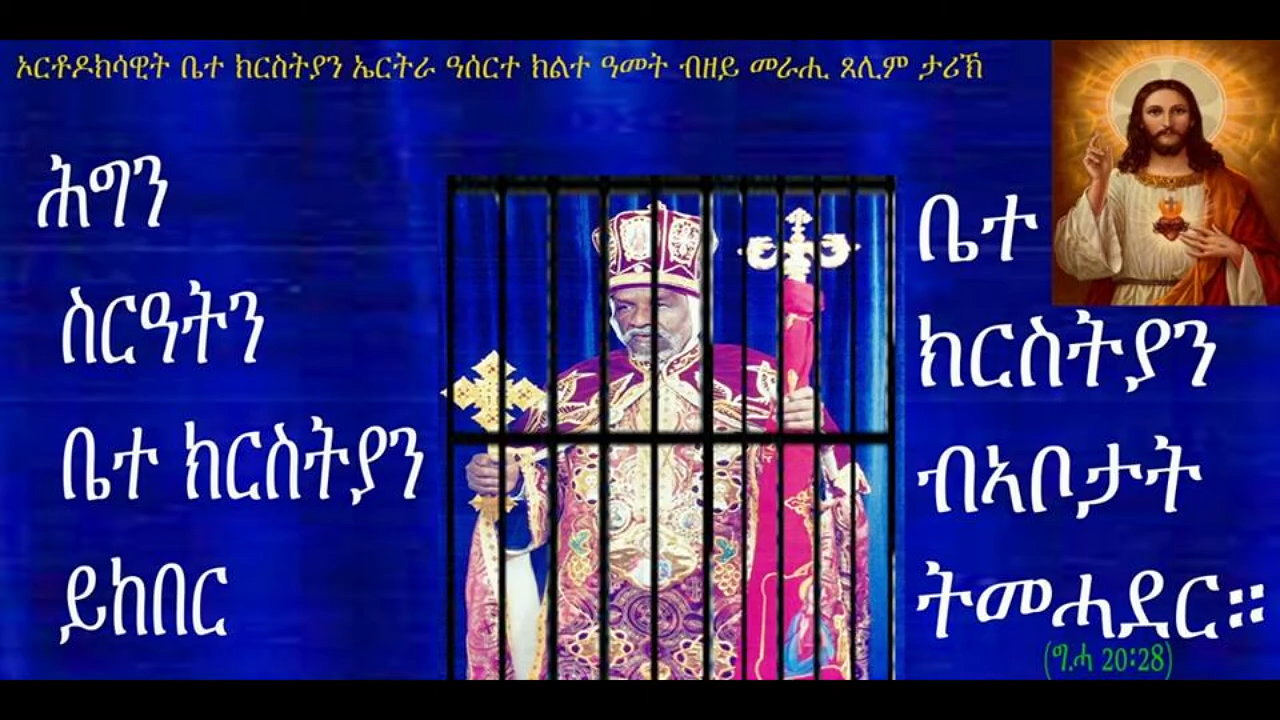 ኦርቶዶክሳዊት ቤተ ክርስትያን ኤርትራ ዓሰርተ ክልተ ዓመት ብዘይ መራሒ ጸሊም ታሪኽ
ሕግን
ስርዓትን
ቤተ ክርስትያን
ይከበር
ቤተ
ክርስትያን
ብኣቦታት
ትመሓደር።
(ግ.ሓ 20፡28)